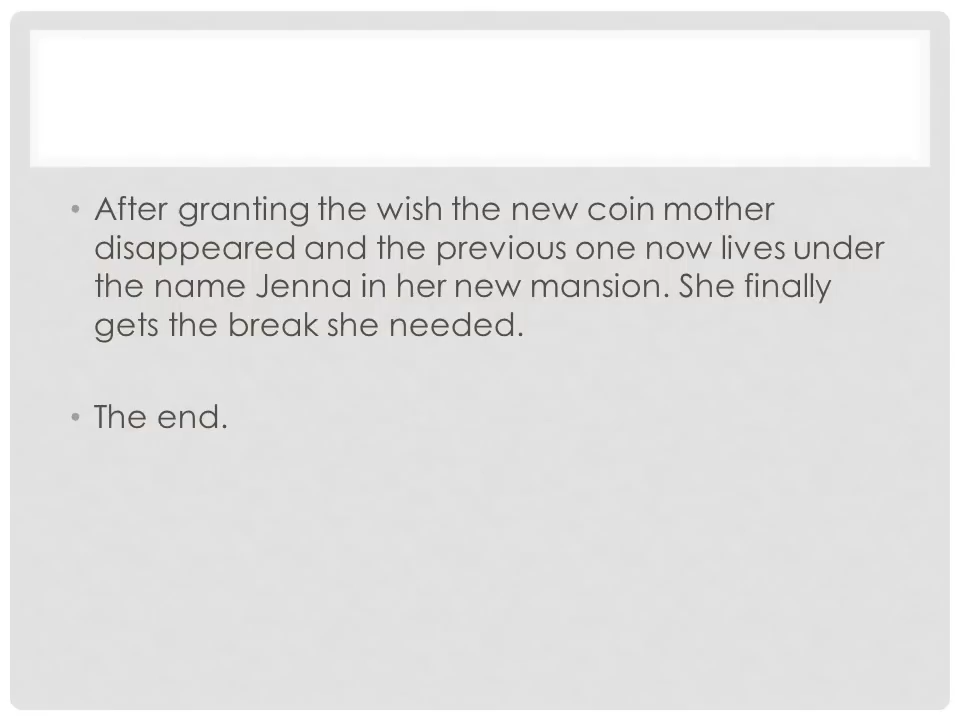 • After granting the wish the new coin mother
disappeared and the previous one now lives under
the name Jenna in her new mansion. She finally
gets the break she needed.
• The end.